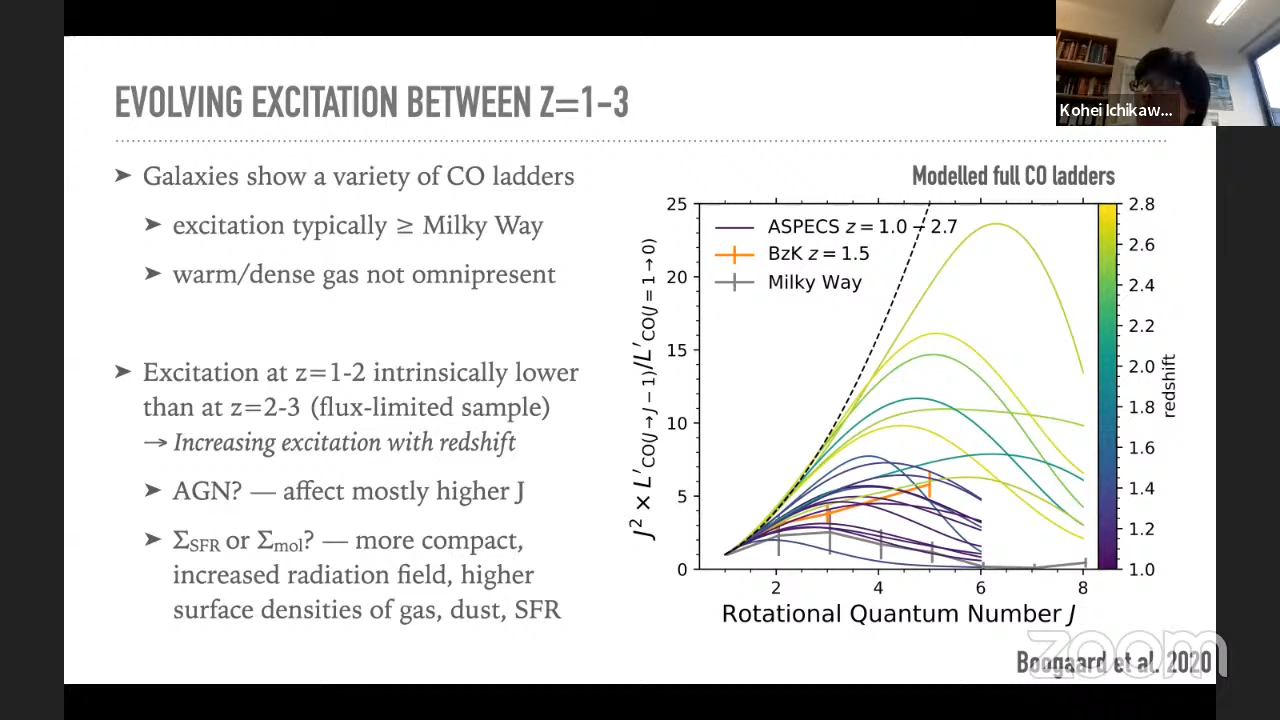 EVOLVING EXCITATION BETWEEN Z=1-3
Kohei Ichikaw...
➤ Galaxies show a variety of CO ladders
➤ excitation typically ≥ Milky Way
➤ warm/dense gas not omnipresent
➤ Excitation at z=1-2 intrinsically lower
than at z=2-3 (flux-limited sample)
→ Increasing excitation with redshift
➤ AGN? — affect mostly higher J
➤ ΣSFR or Σmol? — more compact,
increased radiation field, higher
surface densities of gas, dust, SFR
Modelled full CO ladders
ASPECS z = 1.0 − 2.7
BzK z = 1.5
Milky Way
J² × L′CO(J→J−1)/L′CO(J=1→0)
25
20
15
10
5
0
2 4 6 8
Rotational Quantum Number J
2.8
2.6
2.4
2.2
2.0
1.8
1.6
1.4
1.2
1.0
redshift
Boogaard et al. 2020
zoom